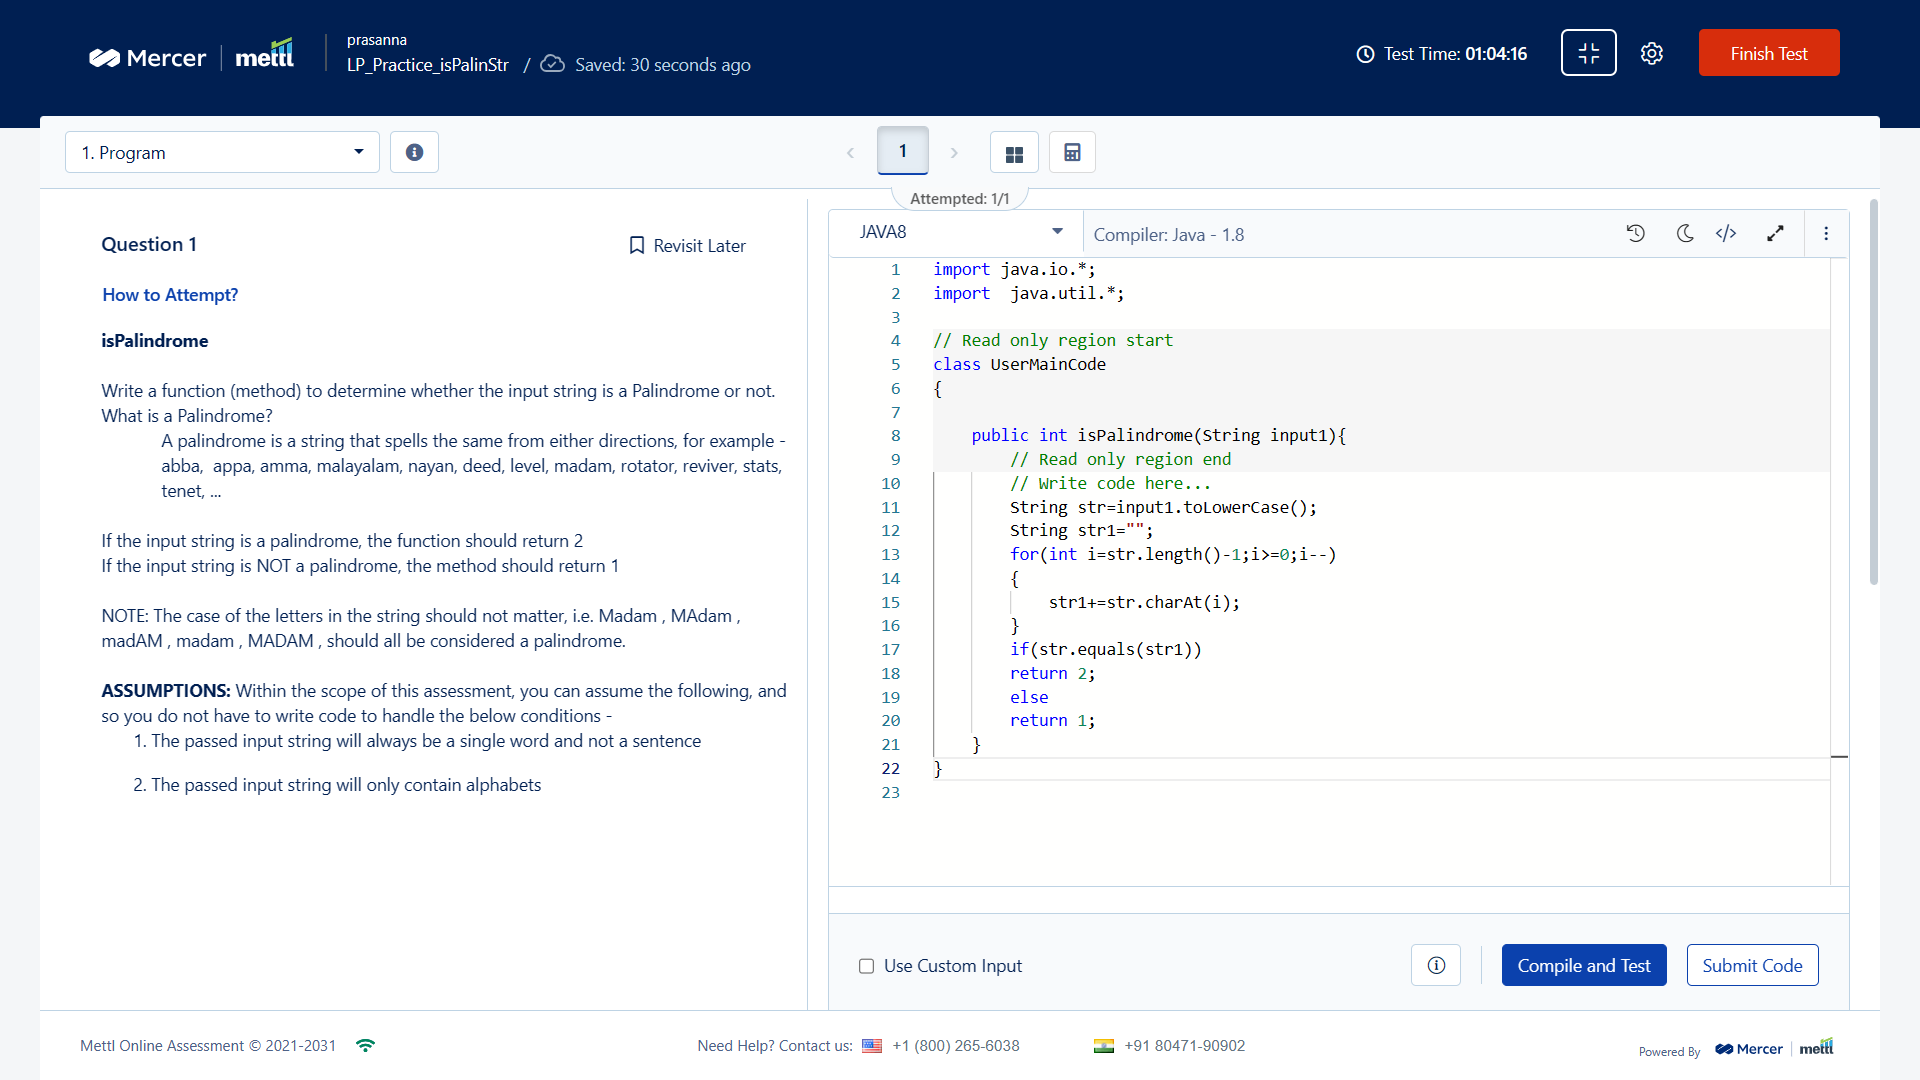 Mercer | mettl
prasanna
LP_Practice_isPalinStr / Saved: 30 seconds ago
Test Time: 01:04:16
Finish Test
1. Program
1
Attempted: 1/1
Question 1
Revisit Later
How to Attempt?
isPalindrome
Write a function (method) to determine whether the input string is a Palindrome or not.
What is a Palindrome?
A palindrome is a string that spells the same from either directions, for example -
abba,  appa, amma, malayalam, nayan, deed, level, madam, rotator, reviver, stats,
tenet, ...
If the input string is a palindrome, the function should return 2
If the input string is NOT a palindrome, the method should return 1
NOTE: The case of the letters in the string should not matter, i.e. Madam , MAdam ,
madAM , madam , MADAM , should all be considered a palindrome.
ASSUMPTIONS: Within the scope of this assessment, you can assume the following, and
so you do not have to write code to handle the below conditions -
1. The passed input string will always be a single word and not a sentence
2. The passed input string will only contain alphabets
JAVA8
Compiler: Java - 1.8
1 import java.io.*;
2 import  java.util.*;
3
4 // Read only region start
5 class UserMainCode
6 {
7
8     public int isPalindrome(String input1){
9         // Read only region end
10         // Write code here...
11         String str=input1.toLowerCase();
12         String str1="";
13         for(int i=str.length()-1;i>=0;i--)
14         {
15             str1+=str.charAt(i);
16         }
17         if(str.equals(str1))
18         return 2;
19         else
20         return 1;
21     }
22 }
23
Use Custom Input
Compile and Test
Submit Code
Mettl Online Assessment © 2021-2031
Need Help? Contact us: +1 (800) 265-6038
+91 80471-90902
Powered By Mercer | mettl